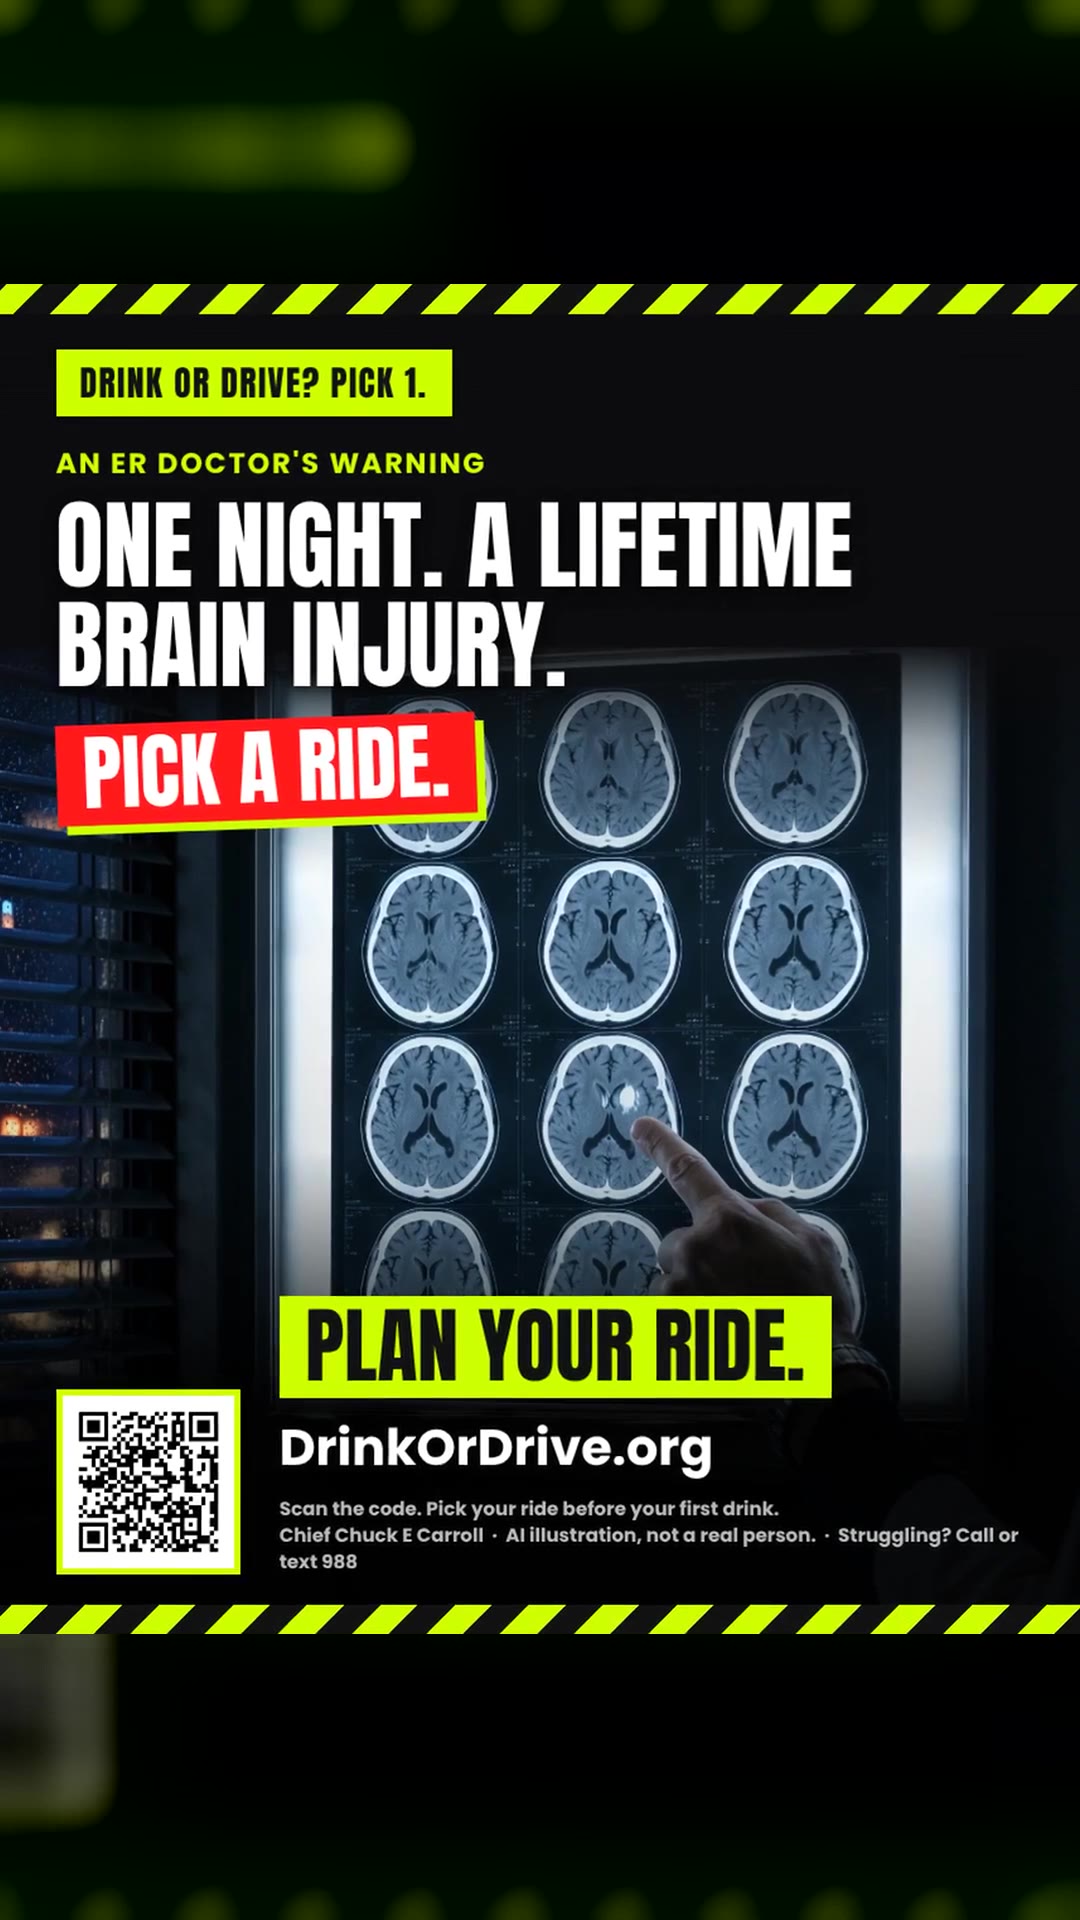 DRINK OR DRIVE? PICK 1.
AN ER DOCTOR'S WARNING
ONE NIGHT. A LIFETIME
BRAIN INJURY.
PICK A RIDE.
PLAN YOUR RIDE.
DrinkOrDrive.org
Scan the code. Pick your ride before your first drink.
Chief Chuck E Carroll · AI illustration, not a real person. · Struggling? Call or
text 988